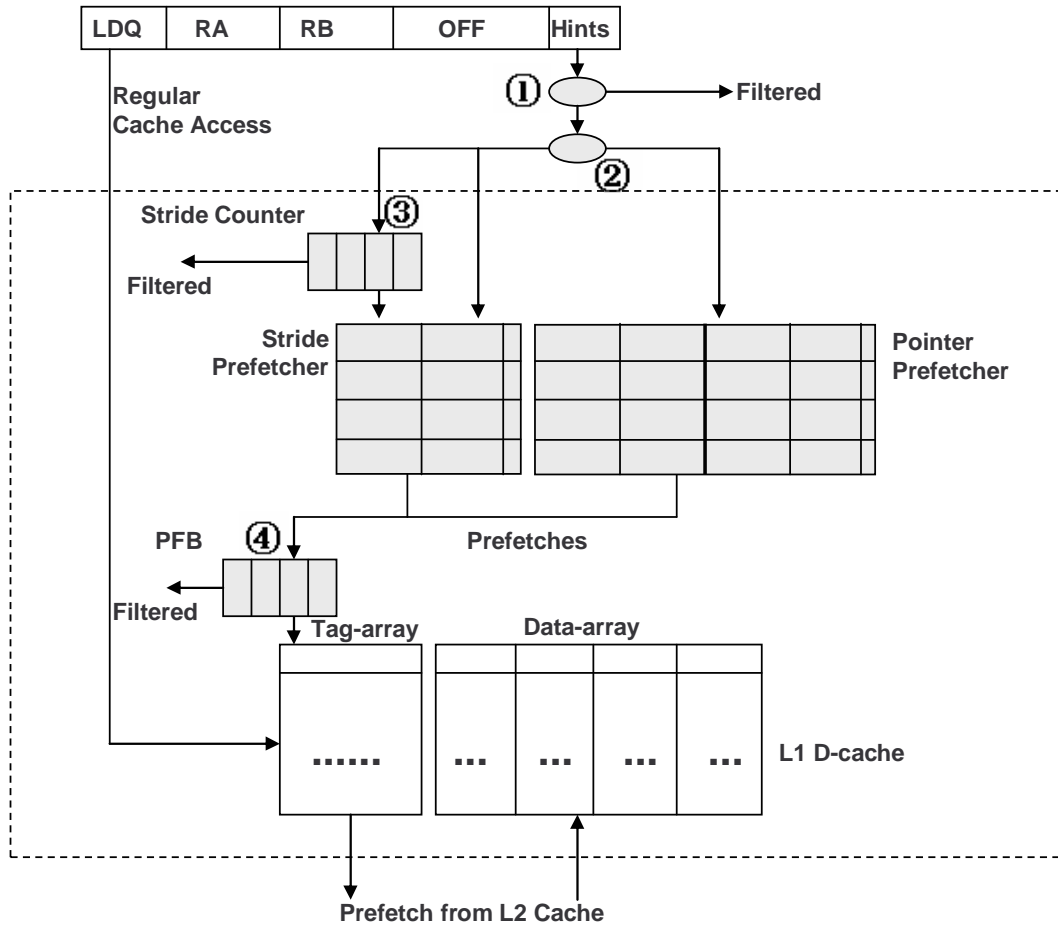 LDQ RA RB OFF Hints
①
Filtered
Regular
Cache Access
②
Stride Counter
③
Filtered
Stride
Prefetcher
Pointer
Prefetcher
PFB
④
Prefetches
Filtered
Tag-array
Data-array
...... ... ... ... ...
L1 D-cache
Prefetch from L2 Cache